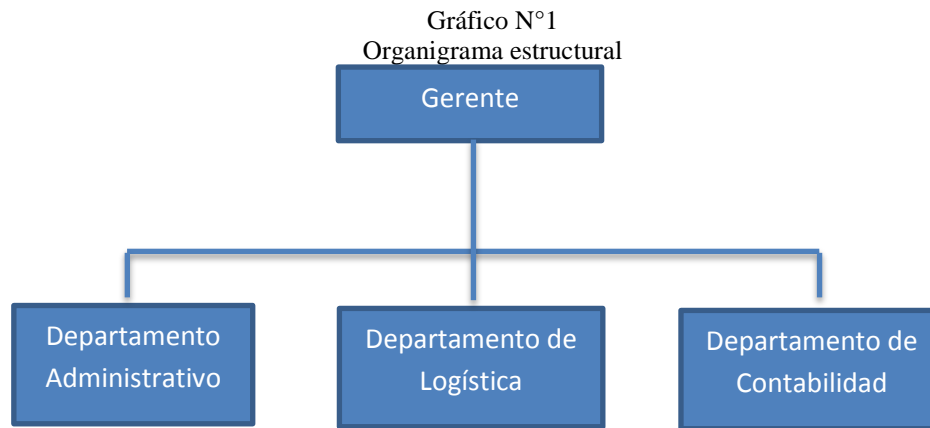 Gráfico N°1
Organigrama estructural
Gerente
Departamento
Administrativo
Departamento de
Logística
Departamento de
Contabilidad